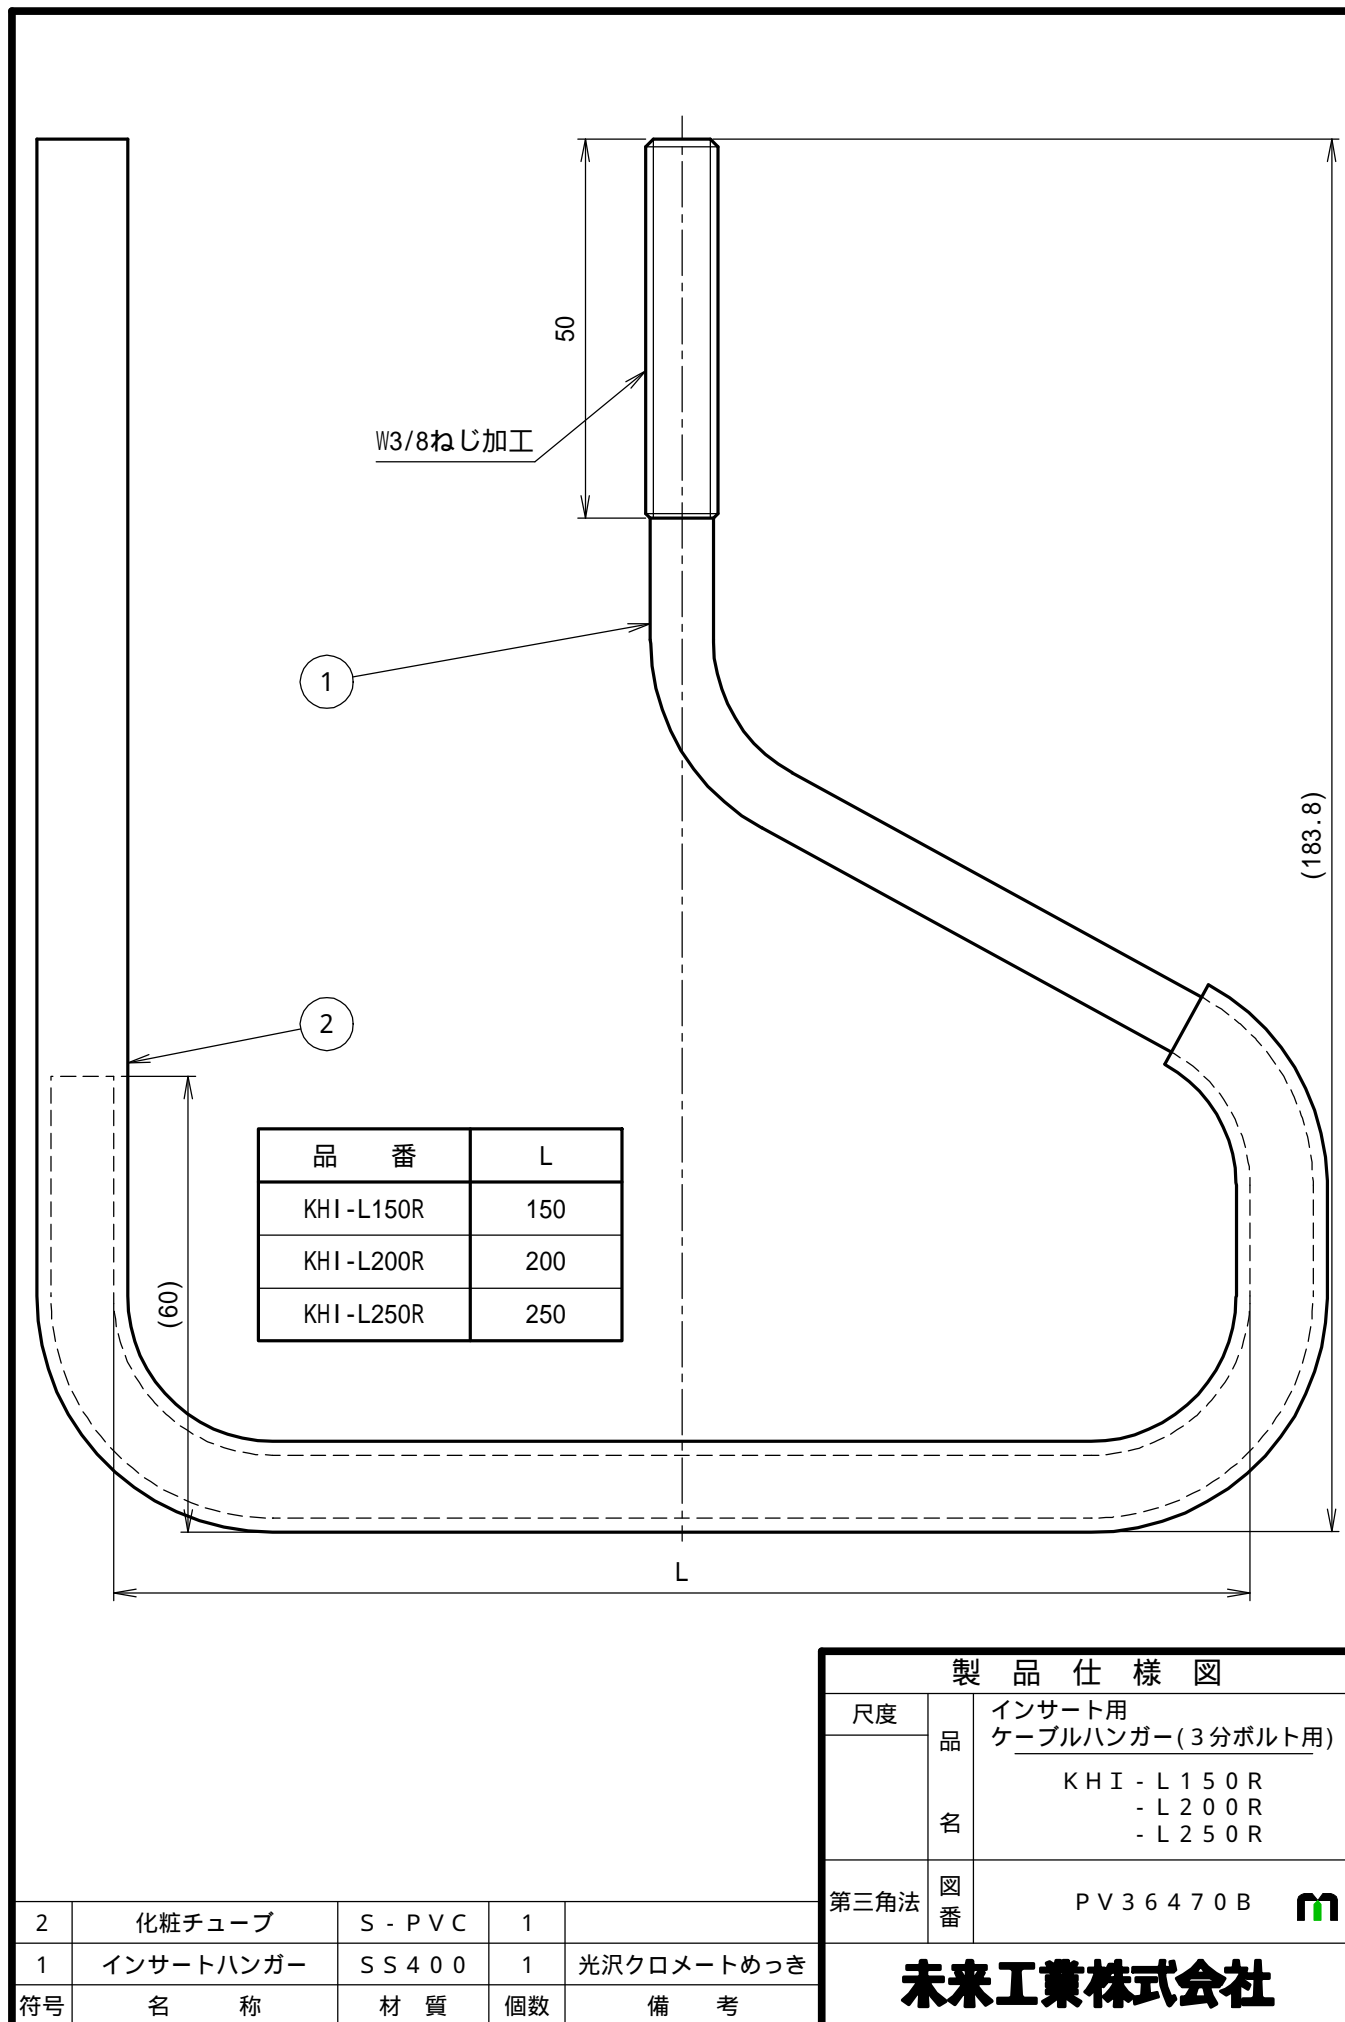 50
W3/8ねじ加工
1
(183.8)
2
品 番 L
KHI-L150R 150
KHI-L200R 200
KHI-L250R 250
(60)
L
製品仕様図
尺度
品名
インサート用
ケーブルハンガー(3分ボルト用)
KHI-L150R
-L200R
-L250R
第三角法
図番
PV36470B
未来工業株式会社
2 化粧チューブ S-PVC 1
1 インサートハンガー SS400 1 光沢クロメートめっき
符号 名 称 材 質 個数 備 考